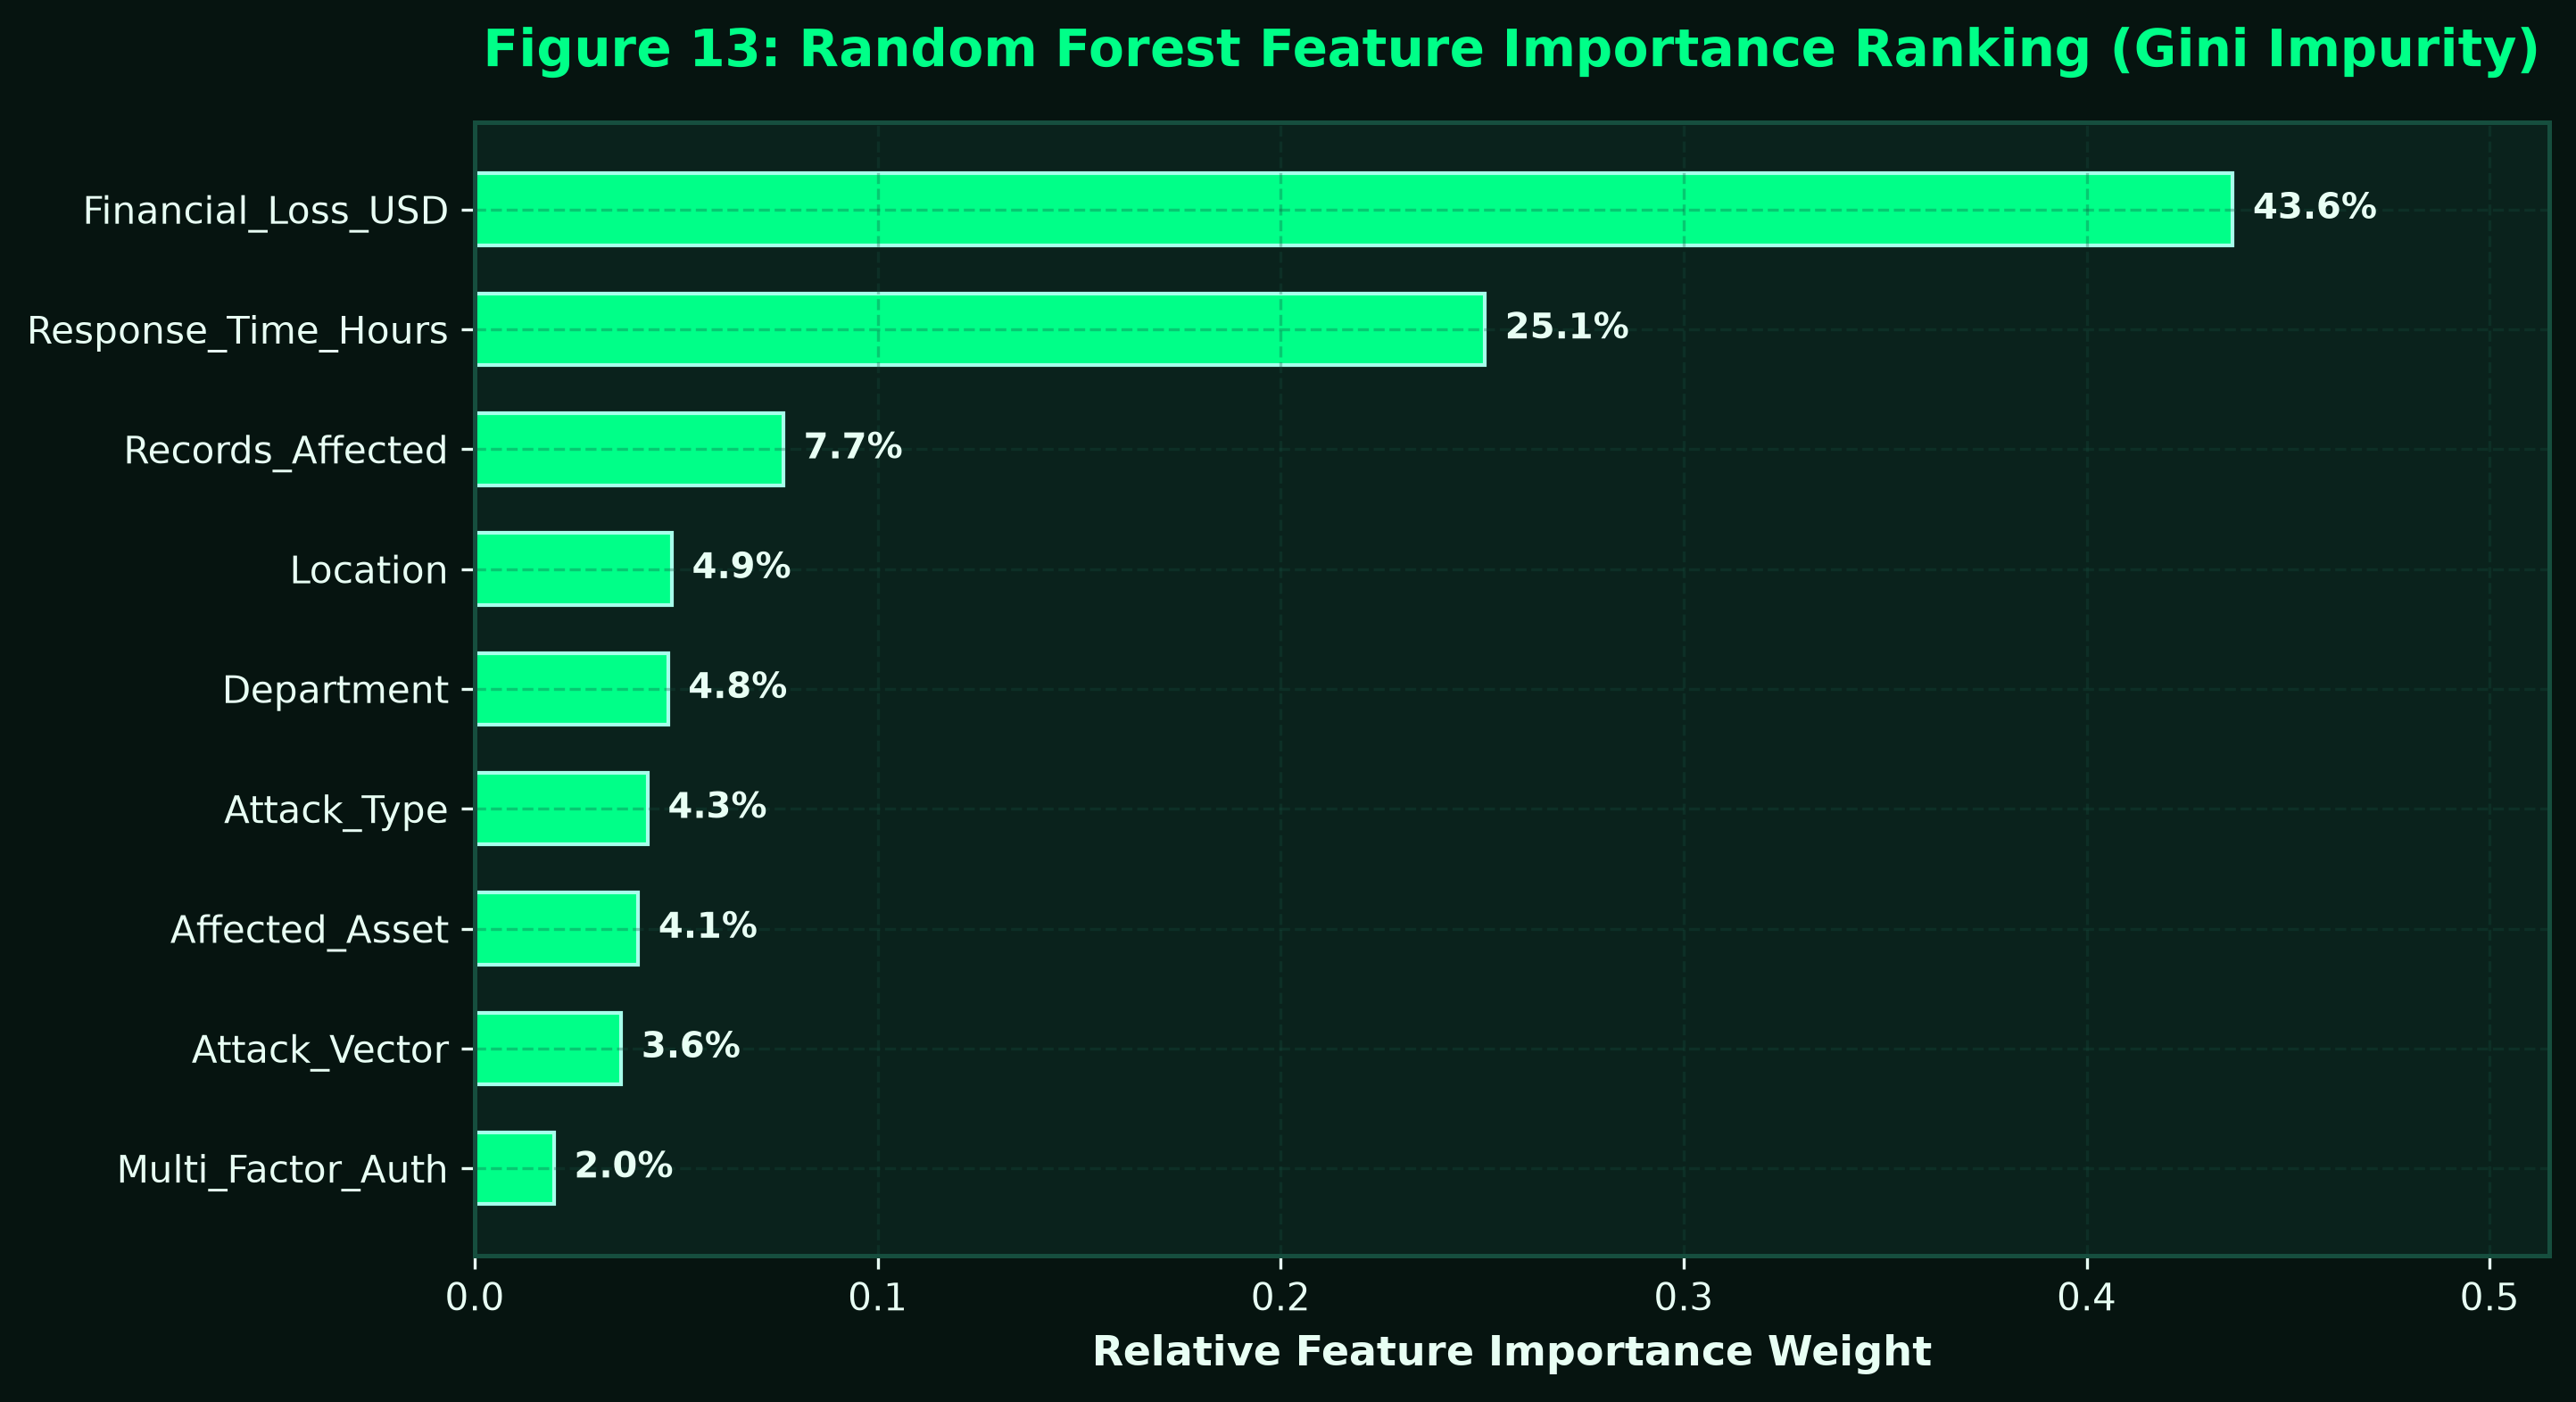 Figure 13: Random Forest Feature Importance Ranking (Gini Impurity)
Financial_Loss_USD 43.6%
Response_Time_Hours 25.1%
Records_Affected 7.7%
Location 4.9%
Department 4.8%
Attack_Type 4.3%
Affected_Asset 4.1%
Attack_Vector 3.6%
Multi_Factor_Auth 2.0%
0.0 0.1 0.2 0.3 0.4 0.5
Relative Feature Importance Weight